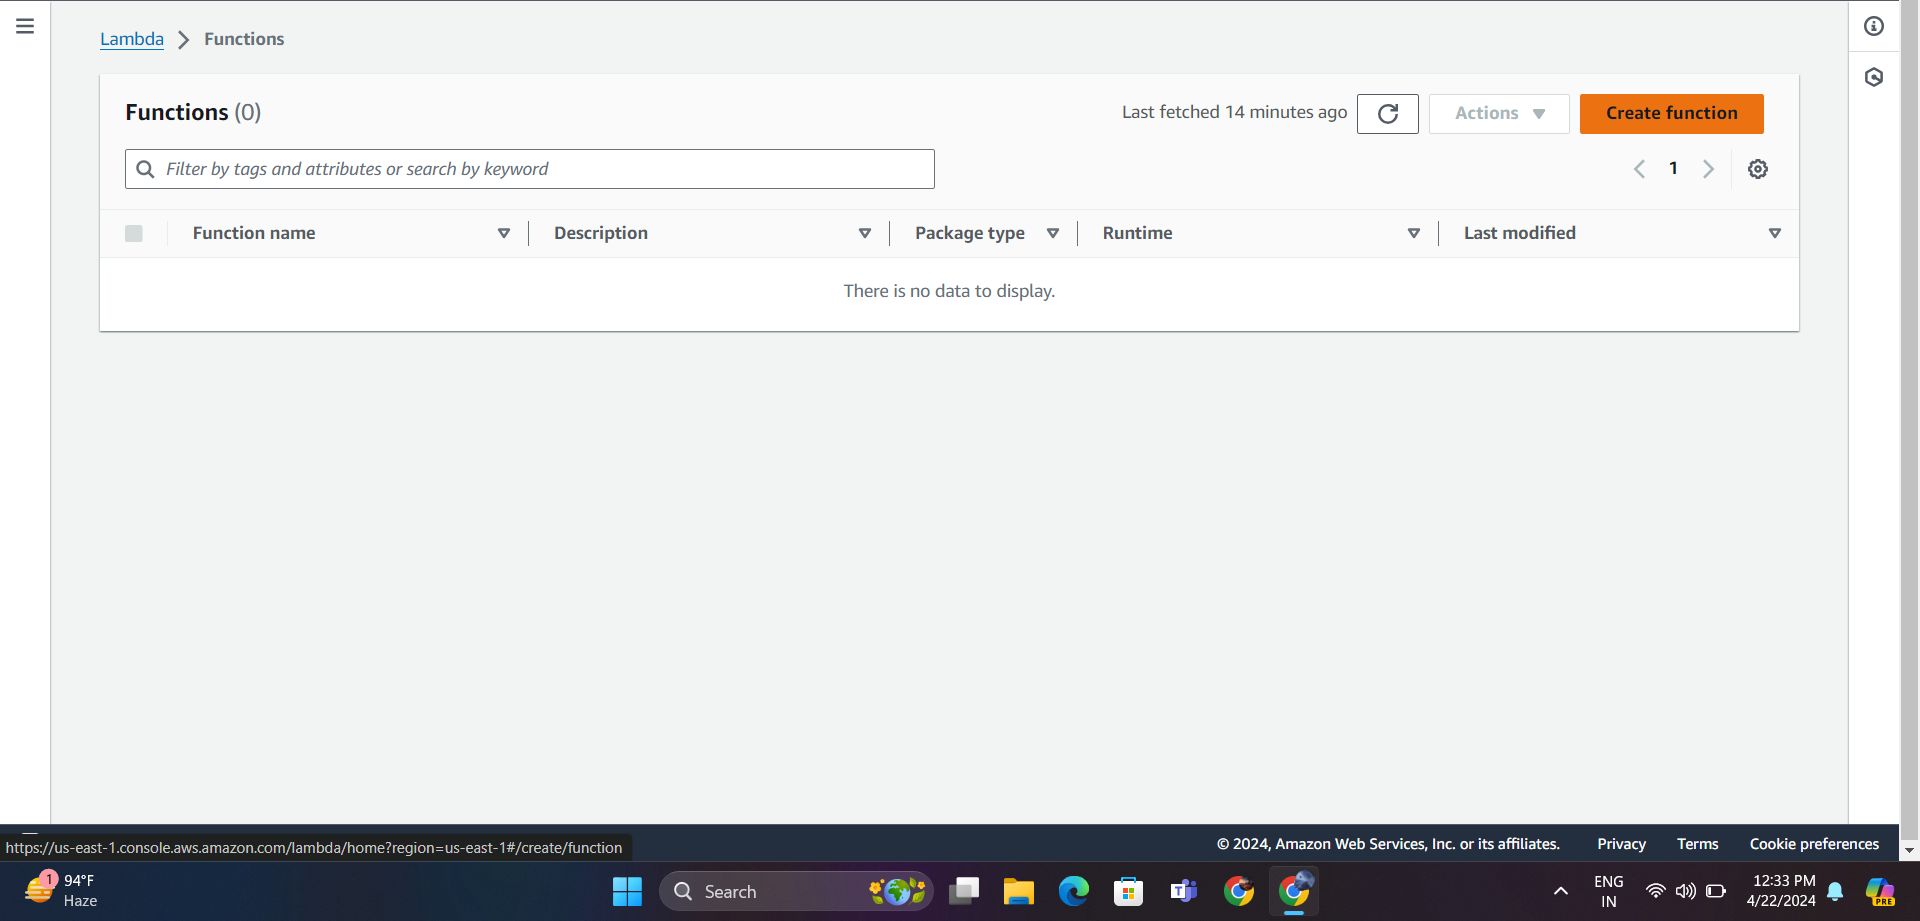 Lambda Functions
Functions (0)
Last fetched 14 minutes ago
Actions
Create function
Filter by tags and attributes or search by keyword
1
Function name Description Package type Runtime Last modified
There is no data to display.
© 2024, Amazon Web Services, Inc. or its affiliates. Privacy Terms Cookie preferences
https://us-east-1.console.aws.amazon.com/lambda/home?region=us-east-1#/create/function
1
94°F
Haze
Search
T
ENG
IN
12:33 PM
4/22/2024
PRE